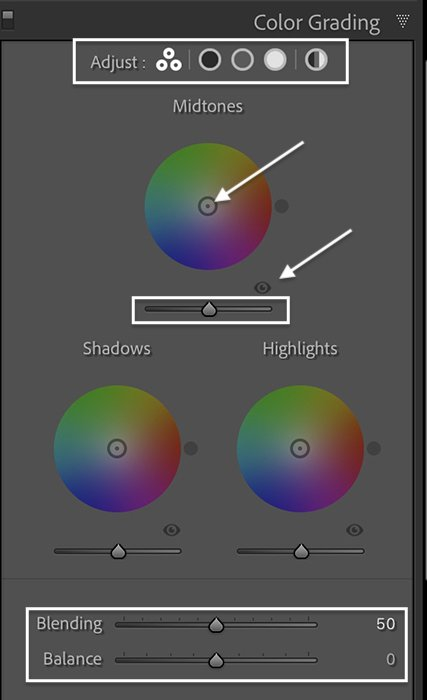 Color Grading
Adjust :
Midtones
Shadows Highlights
Blending 50
Balance 0